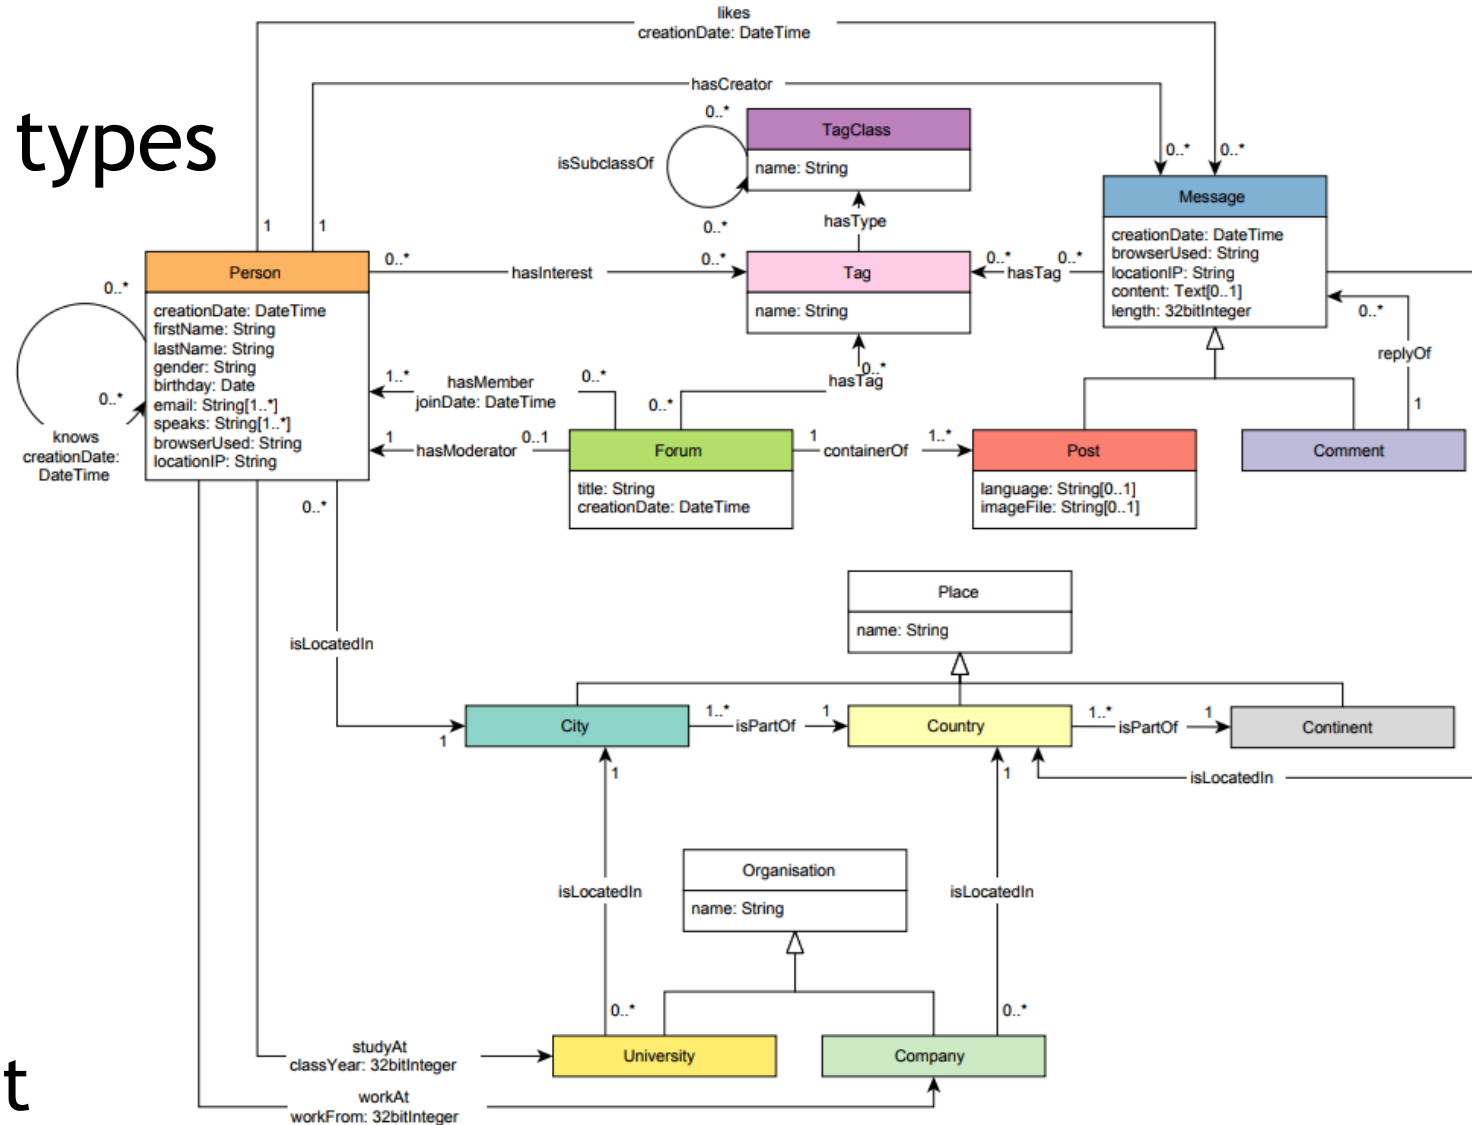 likes
creationDate: DateTime
hasCreator
types
0..*
TagClass
isSubclassOf
name: String
0..*
0..*
0..*
hasType
Message
1
1
creationDate: DateTime
browserUsed: String
locationIP: String
content: Text[0..1]
length: 32bitInteger
Person
0..*
hasInterest
0..*
Tag
0..*
hasTag
0..*
name: String
0..*
creationDate: DateTime
firstName: String
lastName: String
gender: String
birthday: Date
email: String[1..*]
speaks: String[1..*]
browserUsed: String
locationIP: String
0..*
knows
creationDate:
DateTime
0..*
replyOf
1
1..*
hasMember
joinDate: DateTime
0..*
0..*
hasTag
0..*
1
hasModerator
0..1
Forum
title: String
creationDate: DateTime
1
containerOf
1..*
Post
language: String[0..1]
imageFile: String[0..1]
Comment
0..*
isLocatedIn
1
Place
name: String
City
1..*
isPartOf
1
Country
1..*
isPartOf
1
Continent
1
1
isLocatedIn
Organisation
name: String
isLocatedIn
isLocatedIn
0..*
0..*
University
Company
studyAt
classYear: 32bitInteger
t
workAt
workFrom: 32bitInteger